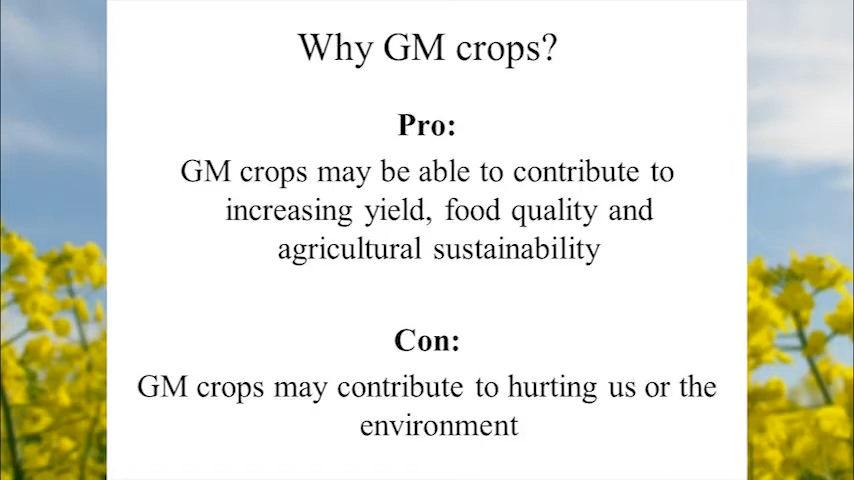 Why GM crops?
Pro:
GM crops may be able to contribute to
increasing yield, food quality and
agricultural sustainability
Con:
GM crops may contribute to hurting us or the
environment